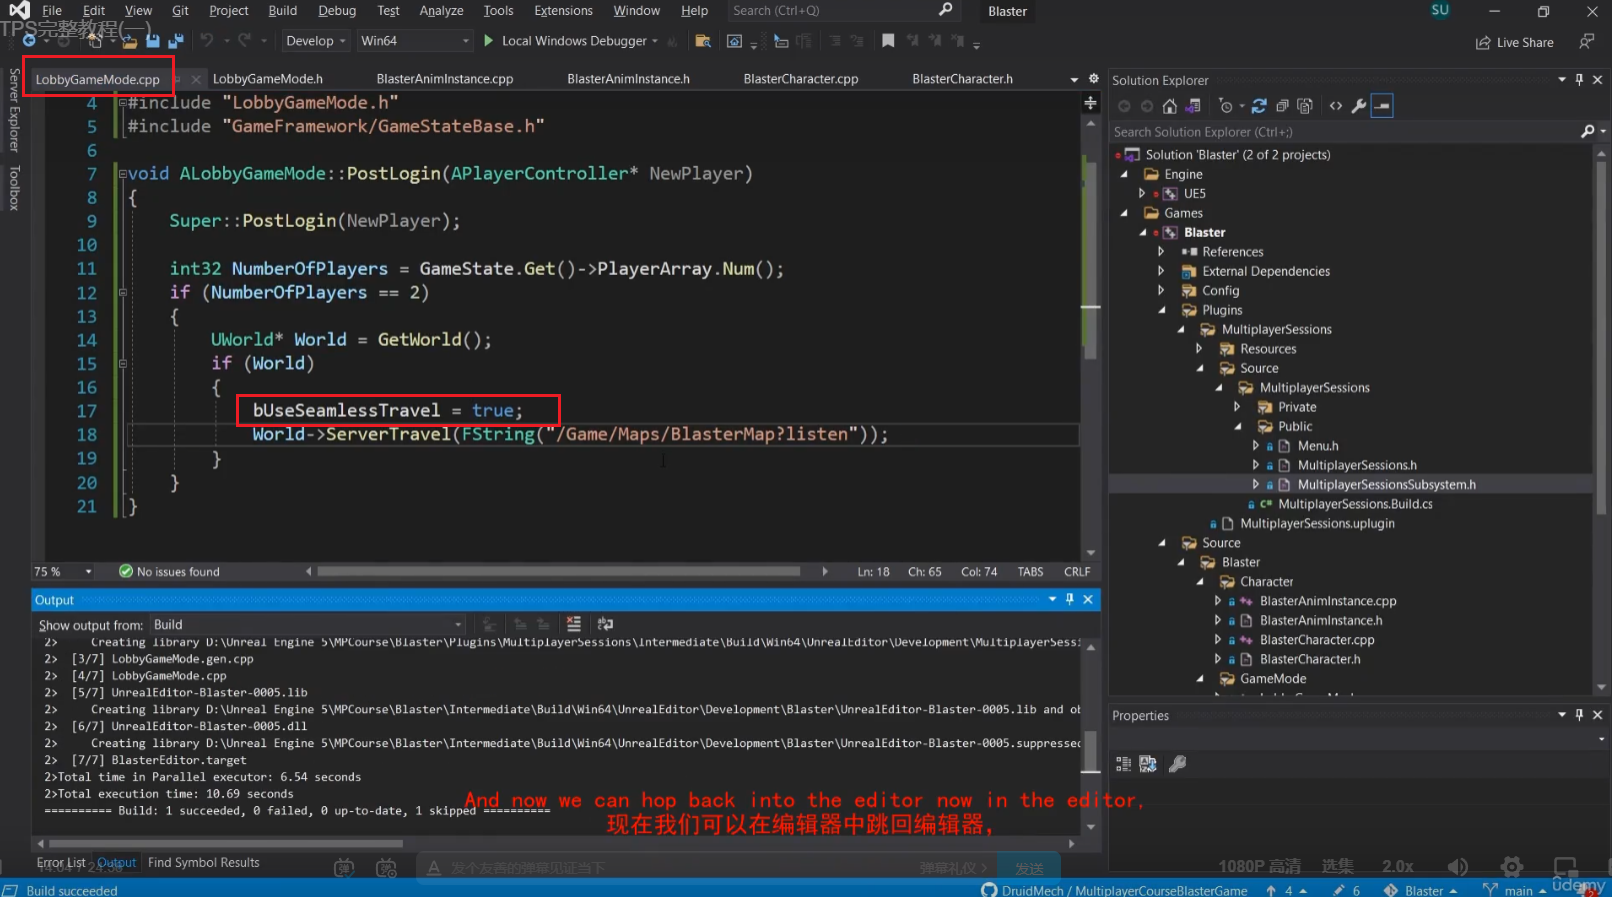 File Edit View Git Project Build Debug Test Analyze Tools Extensions Window Help Search (Ctrl+Q) Blaster SU
TPS完整教程(一)
Develop Win64 Local Windows Debugger Live Share
LobbyGameMode.cpp LobbyGameMode.h BlasterAnimInstance.cpp BlasterAnimInstance.h BlasterCharacter.cpp BlasterCharacter.h
Server Explorer
Toolbox
4 #include "LobbyGameMode.h"
5 #include "GameFramework/GameStateBase.h"
6
7 void ALobbyGameMode::PostLogin(APlayerController* NewPlayer)
8 {
9 Super::PostLogin(NewPlayer);
10
11 int32 NumberOfPlayers = GameState.Get()->PlayerArray.Num();
12 if (NumberOfPlayers == 2)
13 {
14 UWorld* World = GetWorld();
15 if (World)
16 {
17 bUseSeamlessTravel = true;
18 World->ServerTravel(FString("/Game/Maps/BlasterMap?listen"));
19 }
20 }
21 }
75 % No issues found Ln: 18 Ch: 65 Col: 74 TABS CRLF
Output
Show output from: Build
2> Creating library D:\Unreal Engine 5\MPCourse\Blaster\Plugins\MultiplayerSessions\Intermediate\Build\Win64\UnrealEditor\Development\MultiplayerSessi
2> [3/7] LobbyGameMode.gen.cpp
2> [4/7] LobbyGameMode.cpp
2> [5/7] UnrealEditor-Blaster-0005.lib
2> Creating library D:\Unreal Engine 5\MPCourse\Blaster\Intermediate\Build\Win64\UnrealEditor\Development\Blaster\UnrealEditor-Blaster-0005.lib and ob
2> [6/7] UnrealEditor-Blaster-0005.dll
2> Creating library D:\Unreal Engine 5\MPCourse\Blaster\Intermediate\Build\Win64\UnrealEditor\Development\Blaster\UnrealEditor-Blaster-0005.suppressed
2> [7/7] BlasterEditor.target
2>Total time in Parallel executor: 6.54 seconds
2>Total execution time: 10.69 seconds
========== Build: 1 succeeded, 0 failed, 0 up-to-date, 1 skipped ==========
And now we can hop back into the editor now in the editor,
现在我们可以在编辑器中跳回编辑器，
Error List Output Find Symbol Results
发个友善的弹幕见证当下 弹幕礼仪 > 发送 1080P 高清 选集 2.0x
Solution Explorer
Search Solution Explorer (Ctrl+;)
Solution 'Blaster' (2 of 2 projects)
Engine
UE5
Games
Blaster
References
External Dependencies
Config
Plugins
MultiplayerSessions
Resources
Source
MultiplayerSessions
Private
Public
Menu.h
MultiplayerSessions.h
MultiplayerSessionsSubsystem.h
MultiplayerSessions.Build.cs
MultiplayerSessions.uplugin
Source
Blaster
Character
BlasterAnimInstance.cpp
BlasterAnimInstance.h
BlasterCharacter.cpp
BlasterCharacter.h
GameMode
Properties
Build succeeded DruidMech / MultiplayerCourseBlasterGame 4 6 Blaster main 2
Udemy